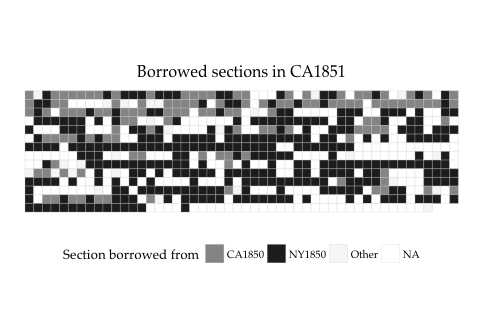 Borrowed sections in CA1851
Section borrowed from CA1850 NY1850 Other NA